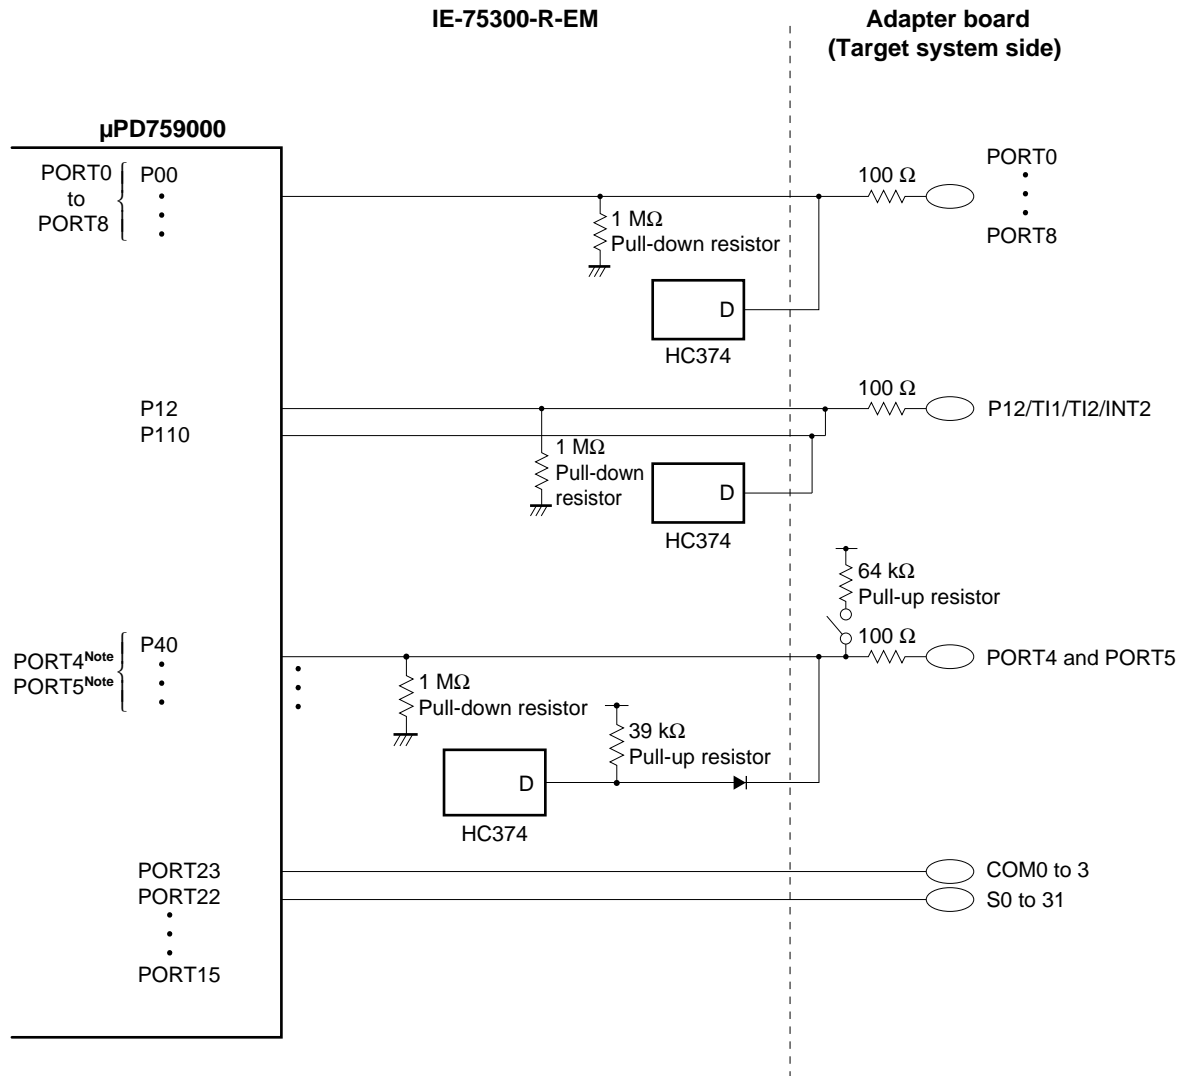 IE-75300-R-EM
Adapter board
(Target system side)
µPD759000
PORT0
to
PORT8
P00
100 Ω
PORT0
PORT8
1 MΩ
Pull-down resistor
D
HC374
P12
P110
100 Ω
P12/TI1/TI2/INT2
1 MΩ
Pull-down
resistor
D
HC374
64 kΩ
Pull-up resistor
PORT4Note
PORT5Note
P40
100 Ω
PORT4 and PORT5
1 MΩ
Pull-down resistor
39 kΩ
Pull-up resistor
D
HC374
PORT23
COM0 to 3
PORT22
S0 to 31
PORT15